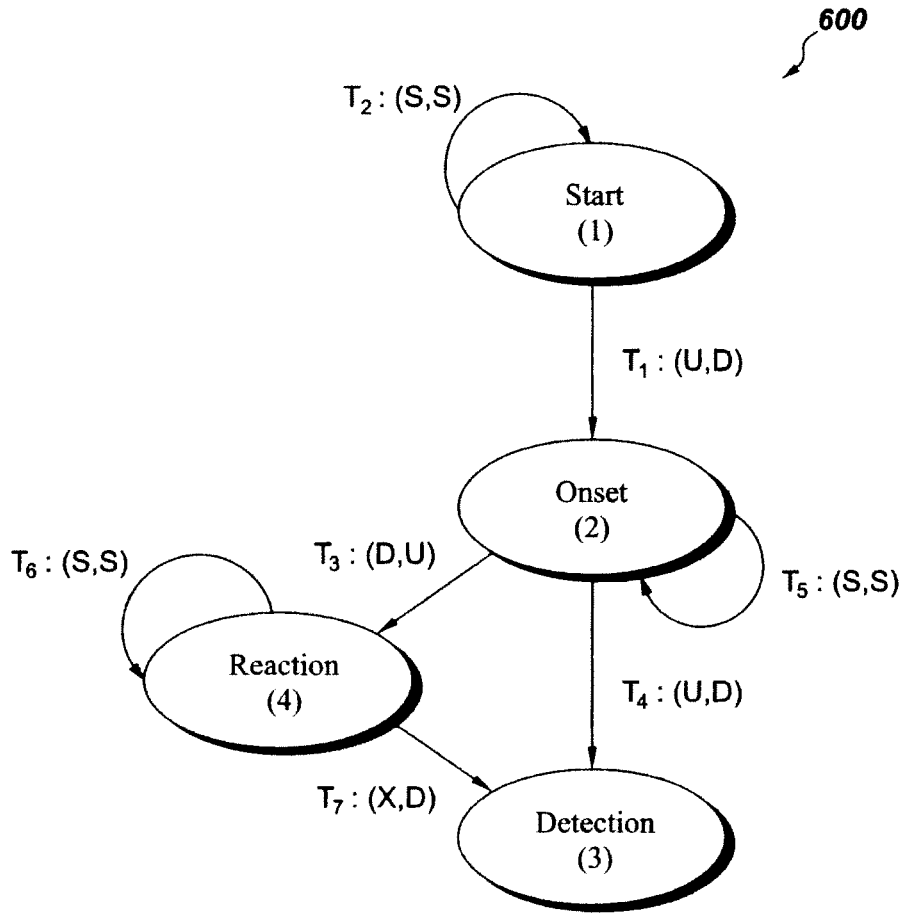 600
T₂ : (S,S)
Start
(1)
T₁ : (U,D)
Onset
(2)
T₃ : (D,U)
T₆ : (S,S)
T₅ : (S,S)
Reaction
(4)
T₄ : (U,D)
T₇ : (X,D)
Detection
(3)